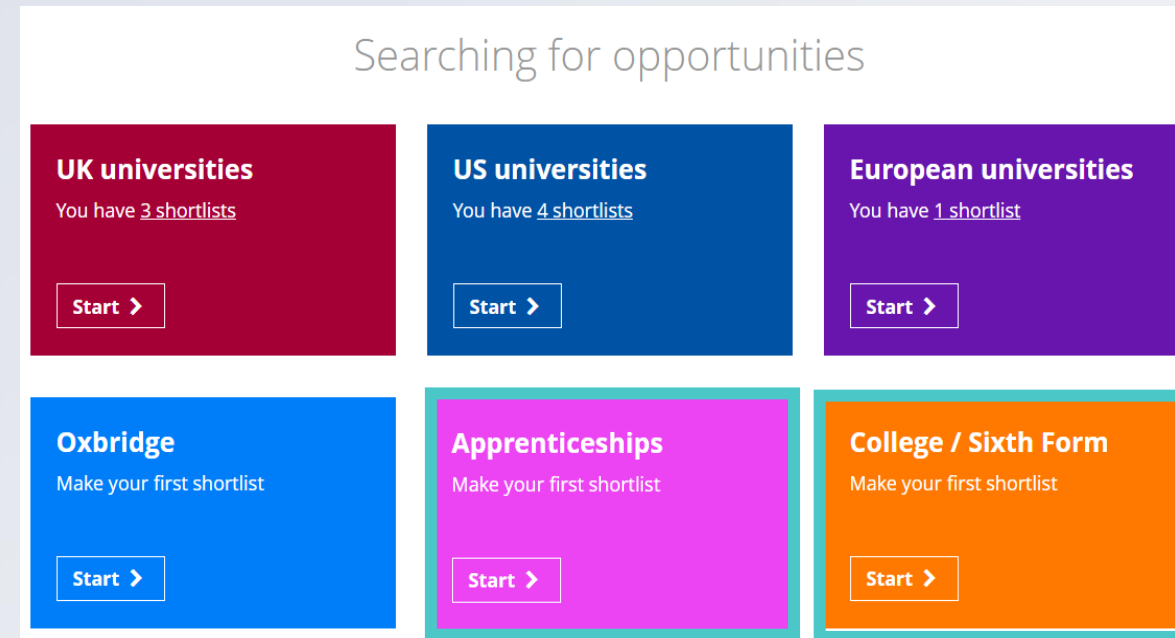 Searching for opportunities
UK universities
You have 3 shortlists
Start
US universities
You have 4 shortlists
Start
European universities
You have 1 shortlist
Start
Oxbridge
Make your first shortlist
Start
Apprenticeships
Make your first shortlist
Start
College / Sixth Form
Make your first shortlist
Start